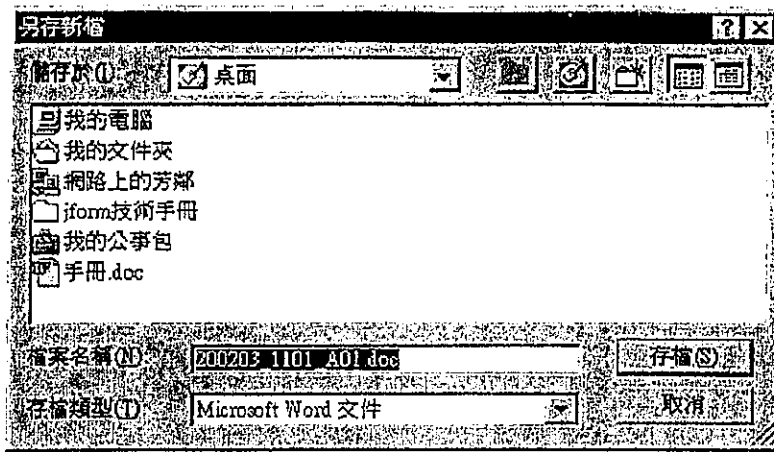 另存新檔
儲存於(I):
桌面
我的電腦
我的文件夾
網路上的芳鄰
jform技術手冊
我的公事包
手冊.doc
檔案名稱(N):
200203_1101_A01.doc
存檔(S)
存檔類型(T):
Microsoft Word 文件
取消